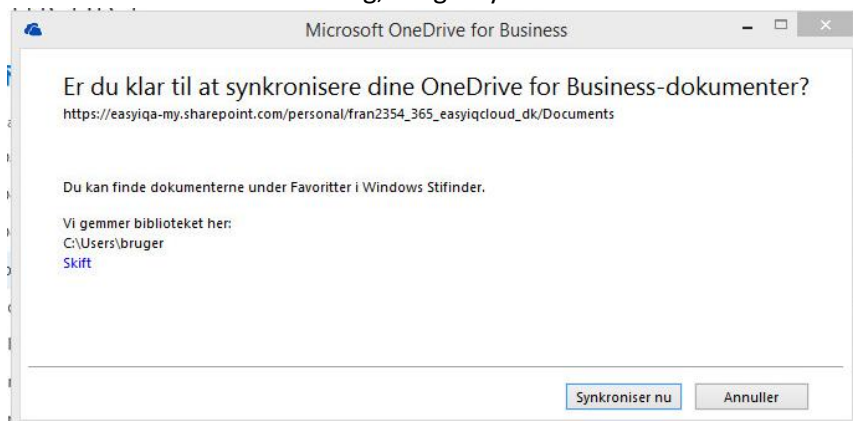 Microsoft OneDrive for Business
Er du klar til at synkronisere dine OneDrive for Business-dokumenter?
https://easyiqa-my.sharepoint.com/personal/fran2354_365_easyiqcloud_dk/Documents
Du kan finde dokumenterne under Favoritter i Windows Stifinder.
Vi gemmer biblioteket her:
C:\Users\bruger
Skift
Synkroniser nu Annuller